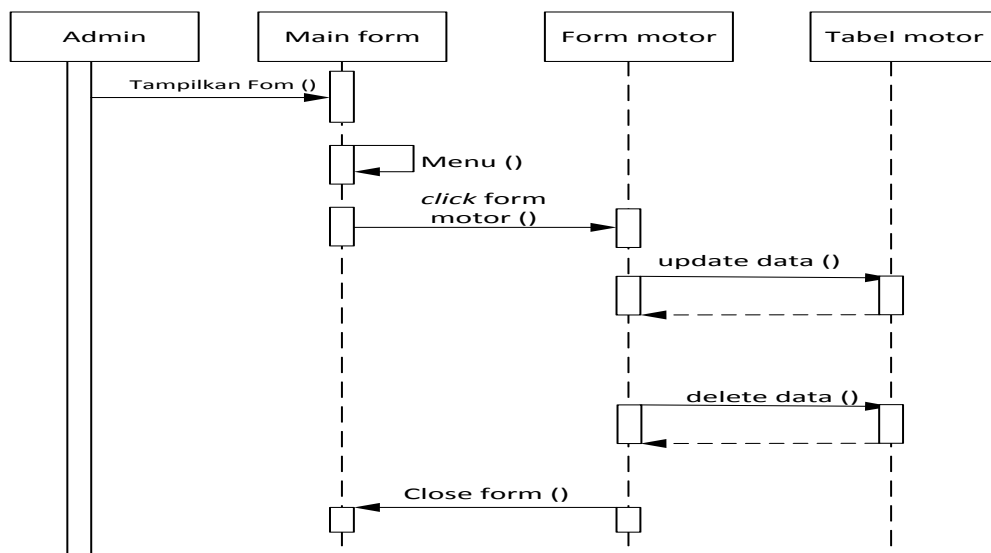 Admin
Main form
Form motor
Tabel motor
Tampilkan Fom ()
Menu ()
click form
motor ()
update data ()
delete data ()
Close form ()